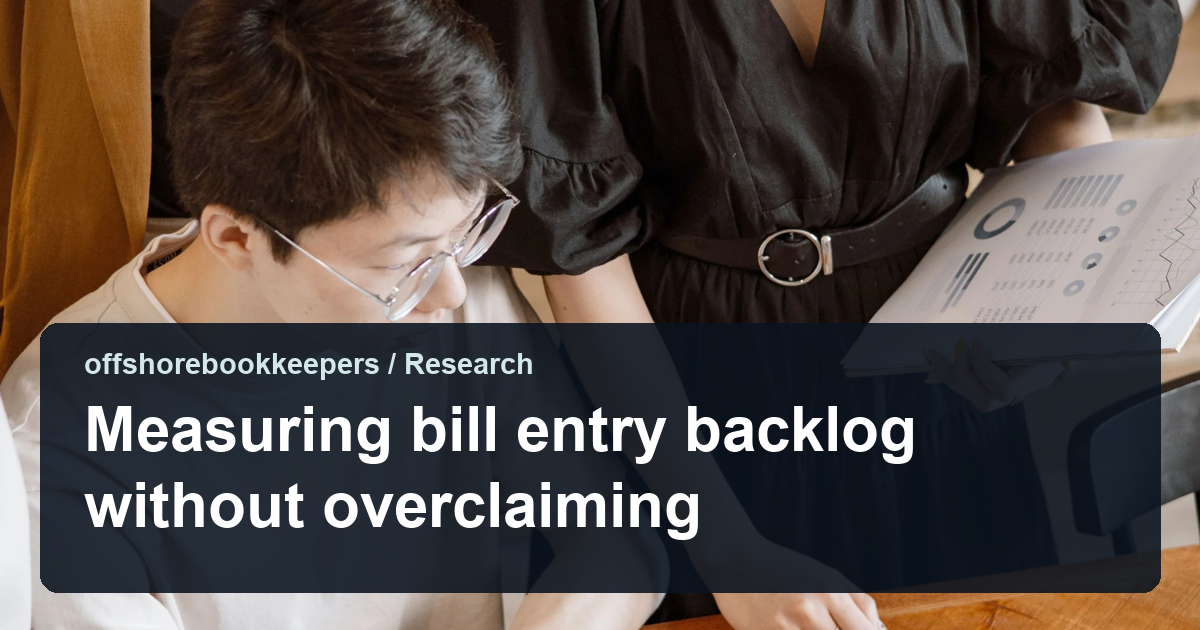 offshorebookkeepers / Research
Measuring bill entry backlog
without overclaiming